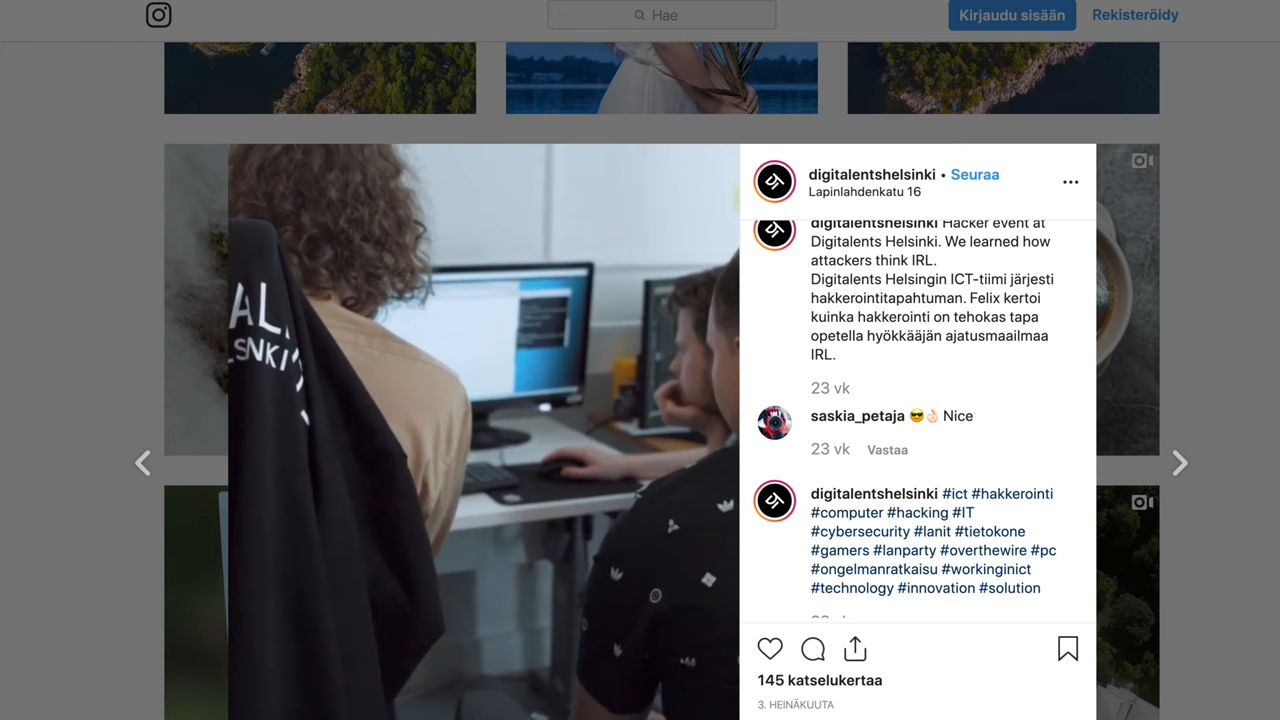 Hae
Kirjaudu sisään
Rekisteröidy
digitalentshelsinki • Seuraa
Lapinlahdenkatu 16
digitalentshelsinki Hacker event at
Digitalents Helsinki. We learned how
attackers think IRL.
Digitalents Helsingin ICT-tiimi järjesti
hakkerointitapahtuman. Felix kertoi
kuinka hakkerointi on tehokas tapa
opetella hyökkääjän ajatusmaailmaa
IRL.
23 vk
saskia_petaja 😎👌🏻 Nice
23 vk Vastaa
digitalentshelsinki #ict #hakkerointi
#computer #hacking #IT
#cybersecurity #lanit #tietokone
#gamers #lanparty #overthewire #pc
#ongelmanratkaisu #workinginict
#technology #innovation #solution
145 katselukertaa
3. HEINÄKUUTA